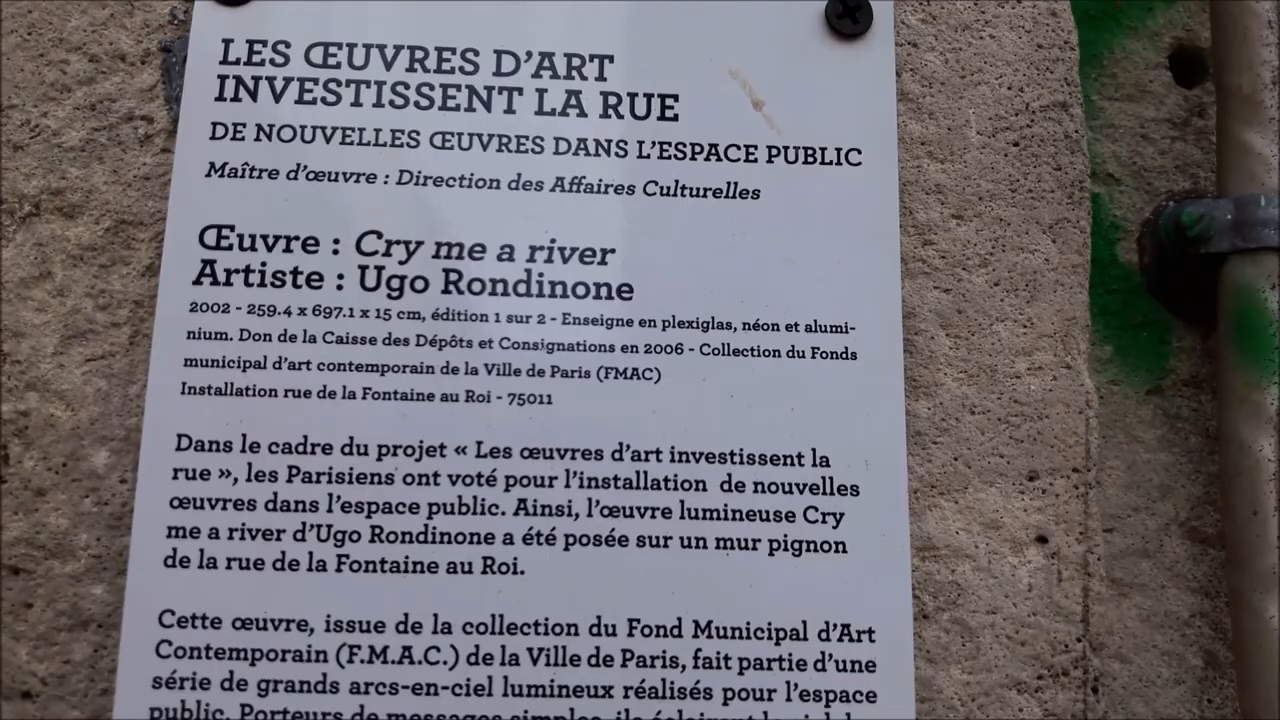 LES ŒUVRES D'ART
INVESTISSENT LA RUE
DE NOUVELLES ŒUVRES DANS L'ESPACE PUBLIC
Maître d'œuvre : Direction des Affaires Culturelles
Œuvre : Cry me a river
Artiste : Ugo Rondinone
2002 - 259.4 x 697.1 x 15 cm, édition 1 sur 2 - Enseigne en plexiglas, néon et alumi-
nium. Don de la Caisse des Dépôts et Consignations en 2006 - Collection du Fonds
municipal d'art contemporain de la Ville de Paris (FMAC)
Installation rue de la Fontaine au Roi - 75011
Dans le cadre du projet « Les œuvres d'art investissent la
rue », les Parisiens ont voté pour l'installation de nouvelles
œuvres dans l'espace public. Ainsi, l'œuvre lumineuse Cry
me a river d'Ugo Rondinone a été posée sur un mur pignon
de la rue de la Fontaine au Roi.
Cette œuvre, issue de la collection du Fond Municipal d'Art
Contemporain (F.M.A.C.) de la Ville de Paris, fait partie d'une
série de grands arcs-en-ciel lumineux réalisés pour l'espace
public. Porteurs de messages simples, ils